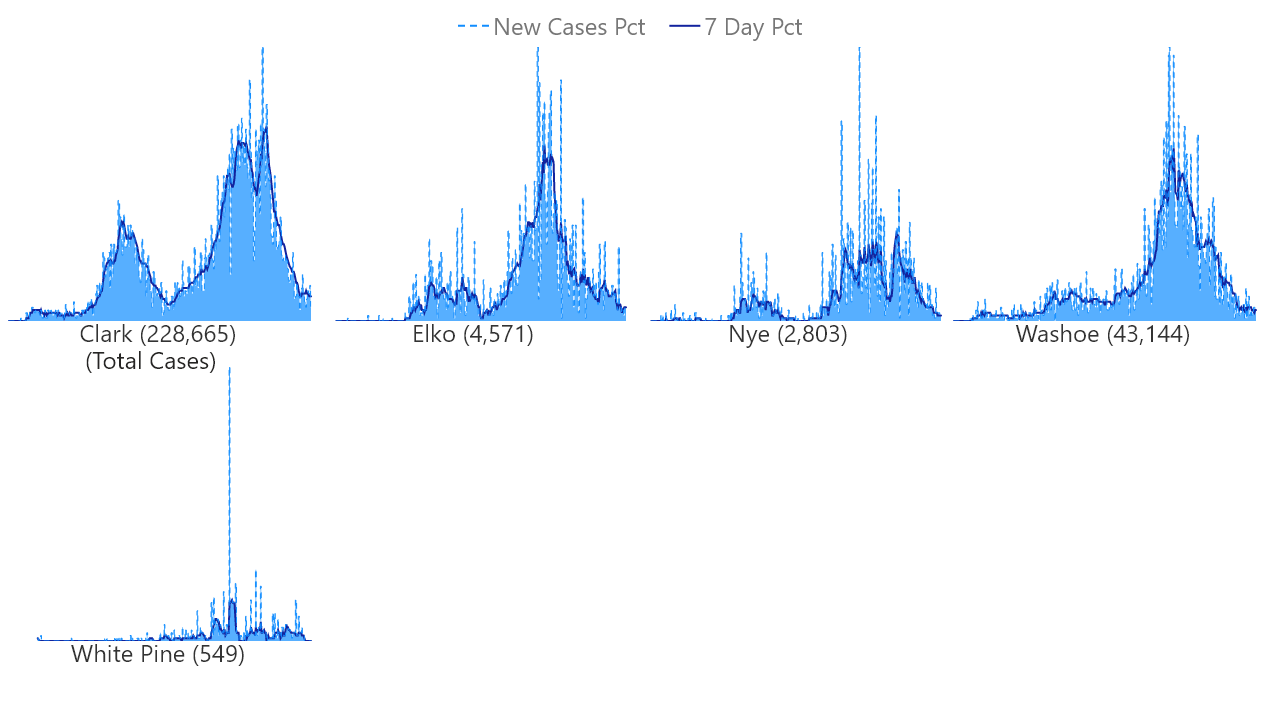 New Cases Pct 7 Day Pct
Clark (228,665) Elko (4,571) Nye (2,803) Washoe (43,144)
(Total Cases)
White Pine (549)